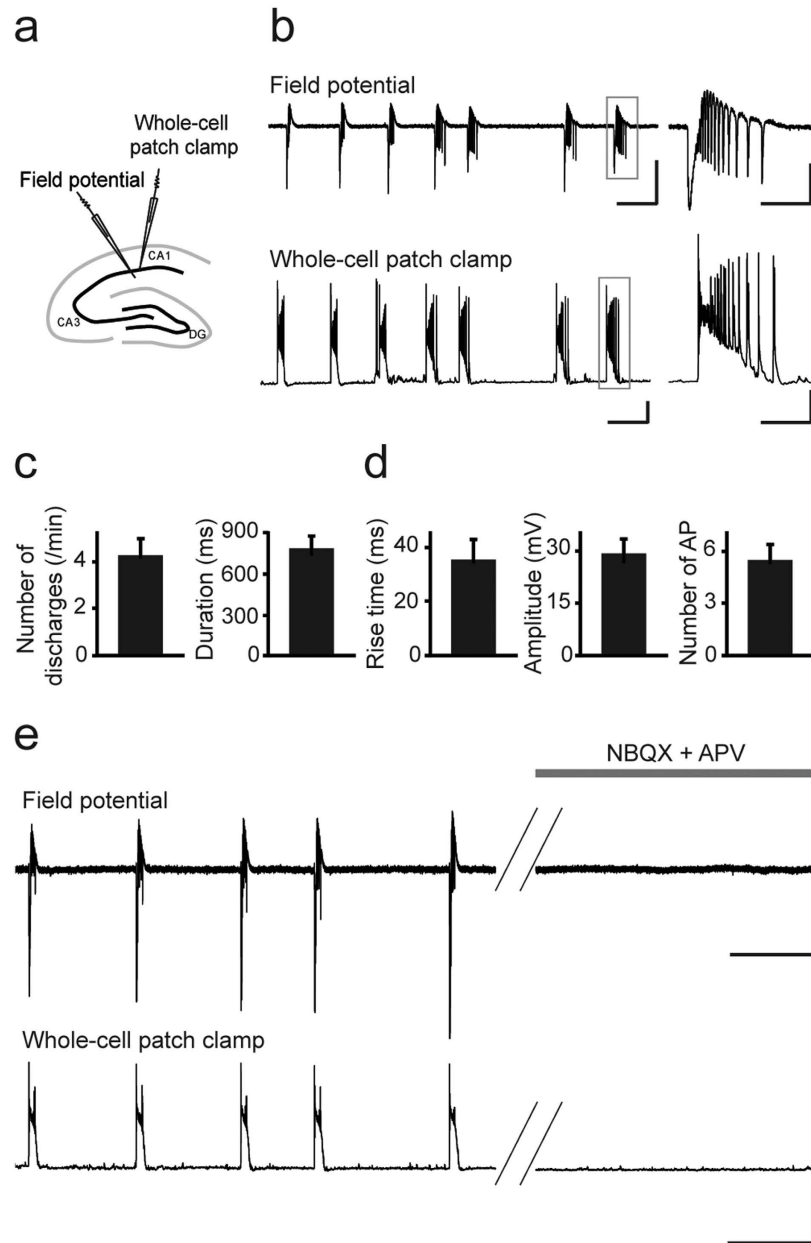 a
Whole-cell
patch clamp
Field potential
CA1
CA3
DG
b
Field potential
Whole-cell patch clamp
c
Number of
discharges (/min)
4
2
0
Duration (ms)
900
600
300
0
d
Rise time (ms)
40
20
0
Amplitude (mV)
30
15
0
Number of AP
6
3
0
e
NBQX + APV
Field potential
Whole-cell patch clamp